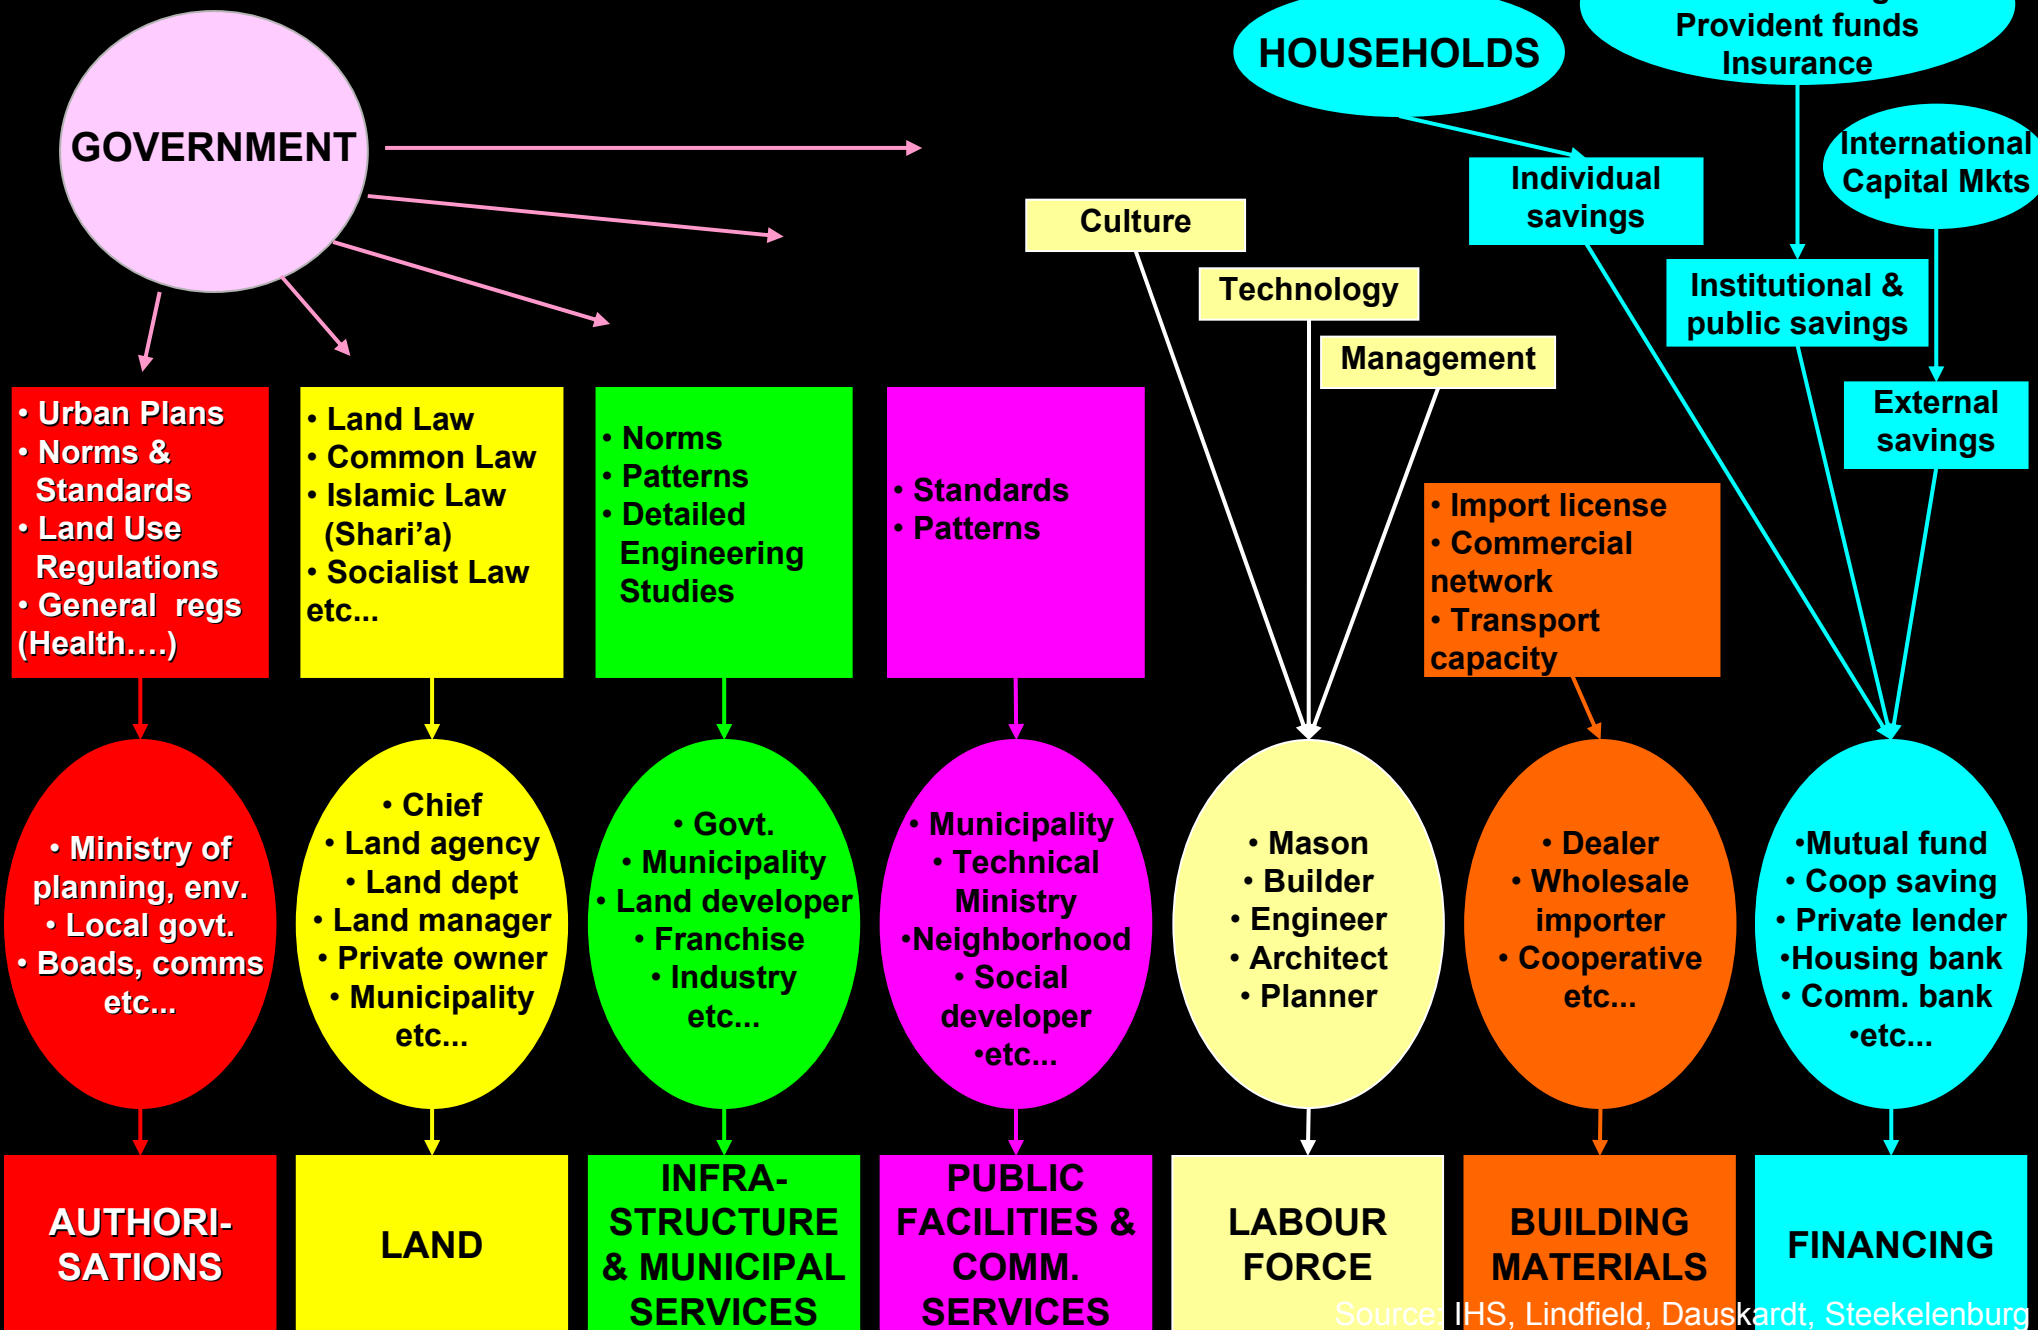 GOVERNMENT
HOUSEHOLDS
Provident funds
Insurance
International
Capital Mkts
Individual
savings
Institutional &
public savings
External
savings
Culture
Technology
Management
• Urban Plans
• Norms &
Standards
• Land Use
Regulations
• General regs
(Health….)
• Land Law
• Common Law
• Islamic Law
(Shari’a)
• Socialist Law
etc...
• Norms
• Patterns
• Detailed
Engineering
Studies
• Standards
• Patterns
• Import license
• Commercial
network
• Transport
capacity
• Ministry of
planning, env.
• Local govt.
• Boads, comms
etc...
• Chief
• Land agency
• Land dept
• Land manager
• Private owner
• Municipality
etc...
• Govt.
• Municipality
• Land developer
• Franchise
• Industry
etc...
• Municipality
• Technical
Ministry
•Neighborhood
• Social
developer
•etc...
• Mason
• Builder
• Engineer
• Architect
• Planner
• Dealer
• Wholesale
importer
• Cooperative
etc...
•Mutual fund
• Coop saving
• Private lender
•Housing bank
• Comm. bank
•etc...
AUTHORI-
SATIONS
LAND
INFRA-
STRUCTURE
& MUNICIPAL
SERVICES
PUBLIC
FACILITIES &
COMM.
SERVICES
LABOUR
FORCE
BUILDING
MATERIALS
FINANCING
Source: IHS, Lindfield, Dauskardt, Steekelenburg